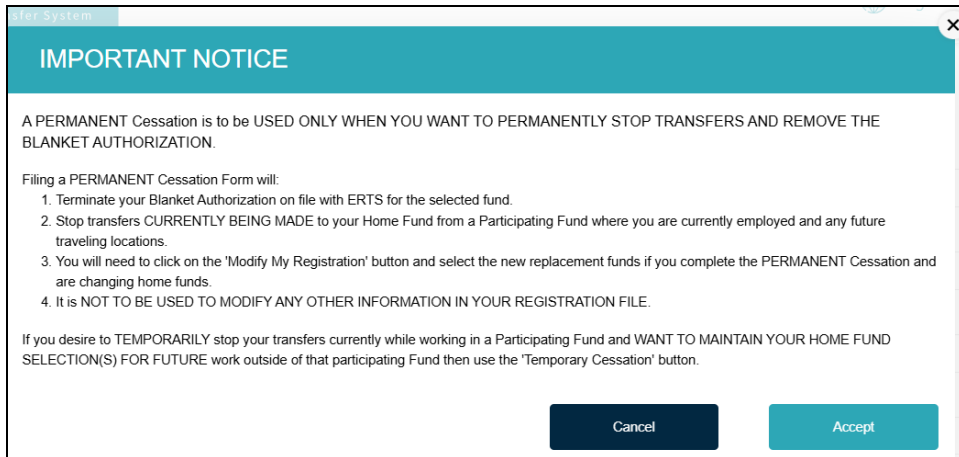 sfer System
IMPORTANT NOTICE
A PERMANENT Cessation is to be USED ONLY WHEN YOU WANT TO PERMANENTLY STOP TRANSFERS AND REMOVE THE
BLANKET AUTHORIZATION.
Filing a PERMANENT Cessation Form will:
1. Terminate your Blanket Authorization on file with ERTS for the selected fund.
2. Stop transfers CURRENTLY BEING MADE to your Home Fund from a Participating Fund where you are currently employed and any future
traveling locations.
3. You will need to click on the 'Modify My Registration' button and select the new replacement funds if you complete the PERMANENT Cessation and
are changing home funds.
4. It is NOT TO BE USED TO MODIFY ANY OTHER INFORMATION IN YOUR REGISTRATION FILE.
If you desire to TEMPORARILY stop your transfers currently while working in a Participating Fund and WANT TO MAINTAIN YOUR HOME FUND
SELECTION(S) FOR FUTURE work outside of that participating Fund then use the 'Temporary Cessation' button.
Cancel
Accept